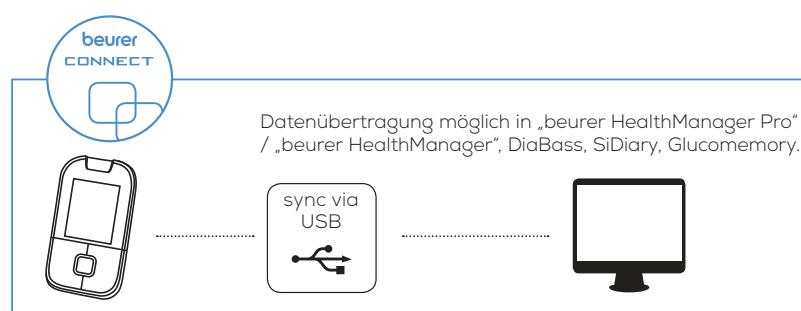 beurer
CONNECT
Datenübertragung möglich in „beurer HealthManager Pro“
/ „beurer HealthManager“, DiaBass, SiDiary, Glucomemory.
sync via
USB